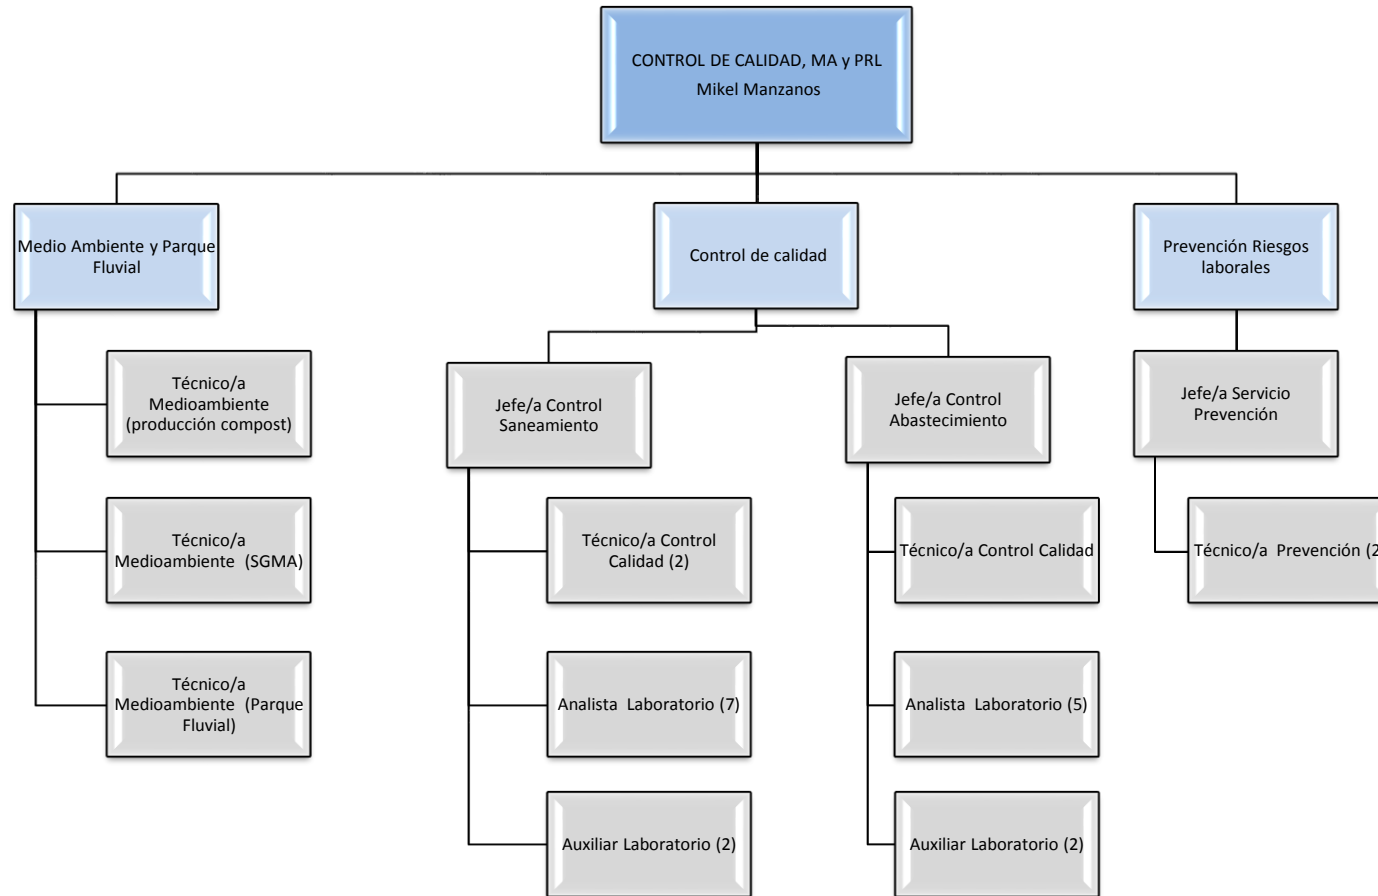 CONTROL DE CALIDAD, MA y PRL
Mikel Manzanos
Medio Ambiente y Parque
Fluvial
Control de calidad
Prevención Riesgos
laborales
Técnico/a
Medioambiente
(producción compost)
Jefe/a Control
Saneamiento
Jefe/a Control
Abastecimiento
Jefe/a Servicio
Prevención
Técnico/a
Medioambiente (SGMA)
Técnico/a Control
Calidad (2)
Técnico/a Control Calidad
Técnico/a Prevención (2
Técnico/a
Medioambiente (Parque
Fluvial)
Analista Laboratorio (7)
Analista Laboratorio (5)
Auxiliar Laboratorio (2)
Auxiliar Laboratorio (2)